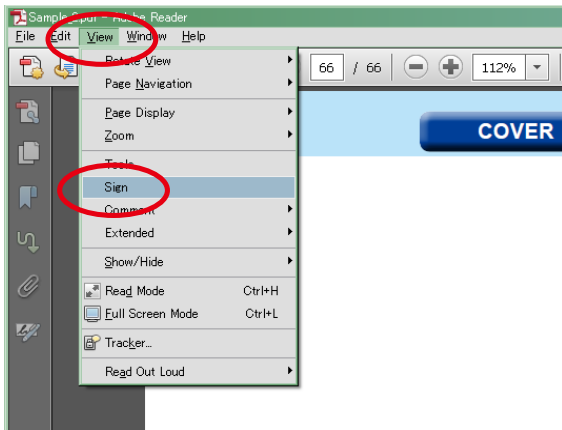 Sample_S.pdf - Adobe Reader
File Edit View Window Help
Rotate View
66 / 66 112%
Page Navigation
Page Display
COVER
Zoom
Tools
Sign
Comment
Extended
Show/Hide
Read Mode Ctrl+H
Full Screen Mode Ctrl+L
Tracker...
Read Out Loud